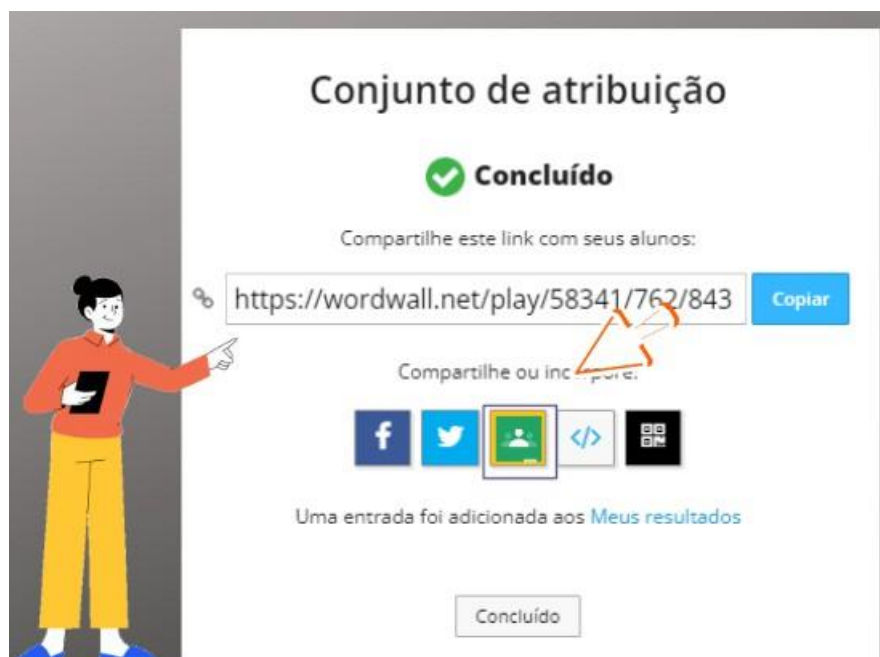 Conjunto de atribuição
Concluído
Compartilhe este link com seus alunos:
https://wordwall.net/play/58341/762/843
Copiar
Compartilhe ou
f
</>
Uma entrada foi adicionada aos Meus resultados
Concluído